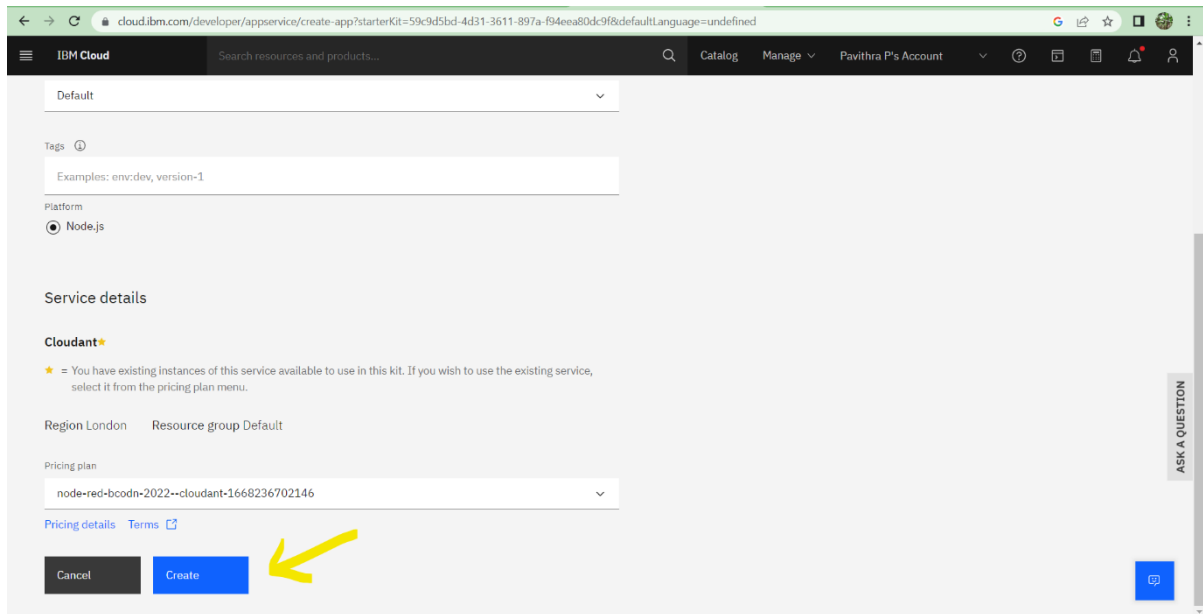 cloud.ibm.com/developer/appservice/create-app?starterKit=59c9d5bd-4d31-3611-897a-f94eea80dc9f&defaultLanguage=undefined
IBM Cloud
Search resources and products...
Catalog
Manage
Pavithra P's Account
Default
Tags
Examples: env:dev, version-1
Platform
Node.js
Service details
Cloudant
= You have existing instances of this service available to use in this kit. If you wish to use the existing service,
select it from the pricing plan menu.
Region London Resource group Default
Pricing plan
node-red-bcodn-2022--cloudant-1668236702146
Pricing details Terms
Cancel
Create
ASK A QUESTION